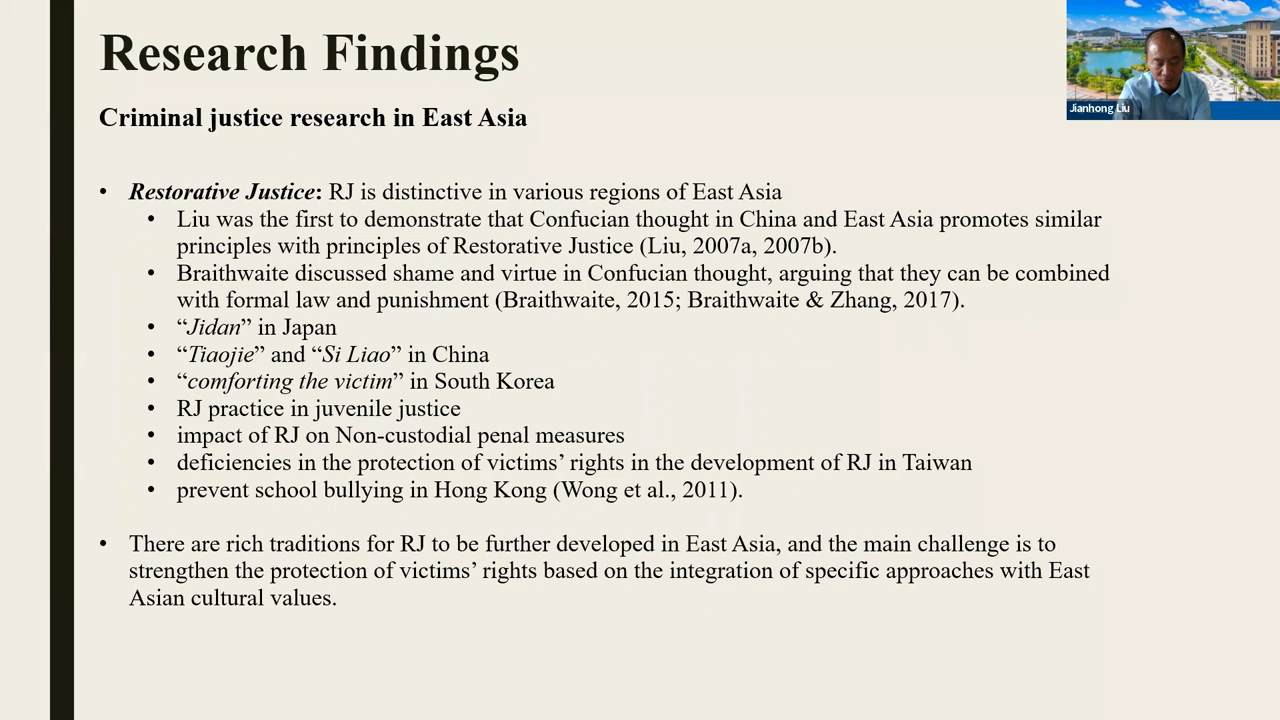 Research Findings
Jianhong Liu
Criminal justice research in East Asia
• Restorative Justice: RJ is distinctive in various regions of East Asia
• Liu was the first to demonstrate that Confucian thought in China and East Asia promotes similar
principles with principles of Restorative Justice (Liu, 2007a, 2007b).
• Braithwaite discussed shame and virtue in Confucian thought, arguing that they can be combined
with formal law and punishment (Braithwaite, 2015; Braithwaite & Zhang, 2017).
• “Jidan” in Japan
• “Tiaojie” and “Si Liao” in China
• “comforting the victim” in South Korea
• RJ practice in juvenile justice
• impact of RJ on Non-custodial penal measures
• deficiencies in the protection of victims’ rights in the development of RJ in Taiwan
• prevent school bullying in Hong Kong (Wong et al., 2011).
• There are rich traditions for RJ to be further developed in East Asia, and the main challenge is to
strengthen the protection of victims’ rights based on the integration of specific approaches with East
Asian cultural values.